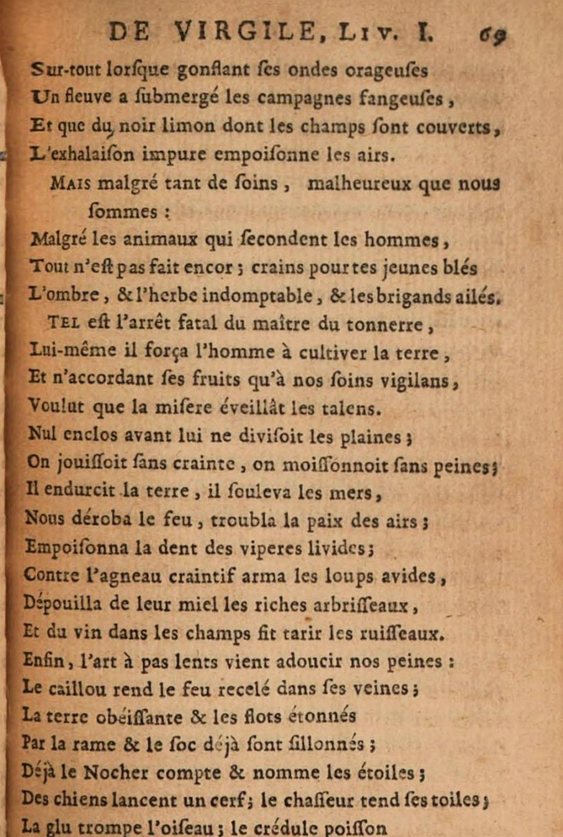 DE VIRGILE, LIV. I. 69
Sur-tout lorſque gonflant ſes ondes orageuſes
Un fleuve a ſubmergé les campagnes fangeuſes ,
Et que du noir limon dont les champs ſont couverts,
L'exhalaiſon impure empoiſonne les airs.
MAIS malgré tant de ſoins , malheureux que nous
ſommes :
Malgré les animaux qui ſecondent les hommes ,
Tout n'eſt pas fait encor ; crains pour tes jeunes blés
L'ombre , & l'herbe indomptable , & les brigands ailés.
TEL eſt l'arrêt fatal du maître du tonnerre ,
Lui-même il força l'homme à cultiver la terre ,
Et n'accordant ſes fruits qu'à nos ſoins vigilans ,
Voulut que la miſere éveillât les talens.
Nul enclos avant lui ne diviſoit les plaines ;
On jouiſſoit ſans crainte , on moiſſonnoit ſans peines ;
Il endurcit la terre , il ſouleva les mers ,
Nous déroba le feu , troubla la paix des airs ;
Empoiſonna la dent des viperes livides ;
Contre l'agneau craintif arma les loups avides ,
Dépouilla de leur miel les riches arbriſſeaux ,
Et du vin dans les champs fit tarir les ruiſſeaux.
Enfin , l'art à pas lents vient adoucir nos peines :
Le caillou rend le feu recelé dans ſes veines ;
La terre obéiſſante & les flots étonnés
Par la rame & le ſoc déjà ſont ſillonnés ;
Déjà le Nocher compte & nomme les étoiles ;
Des chiens lancent un cerf ; le chaſſeur tend ſes toiles ;
La glu trompe l'oiſeau ; le crédule poiſſon